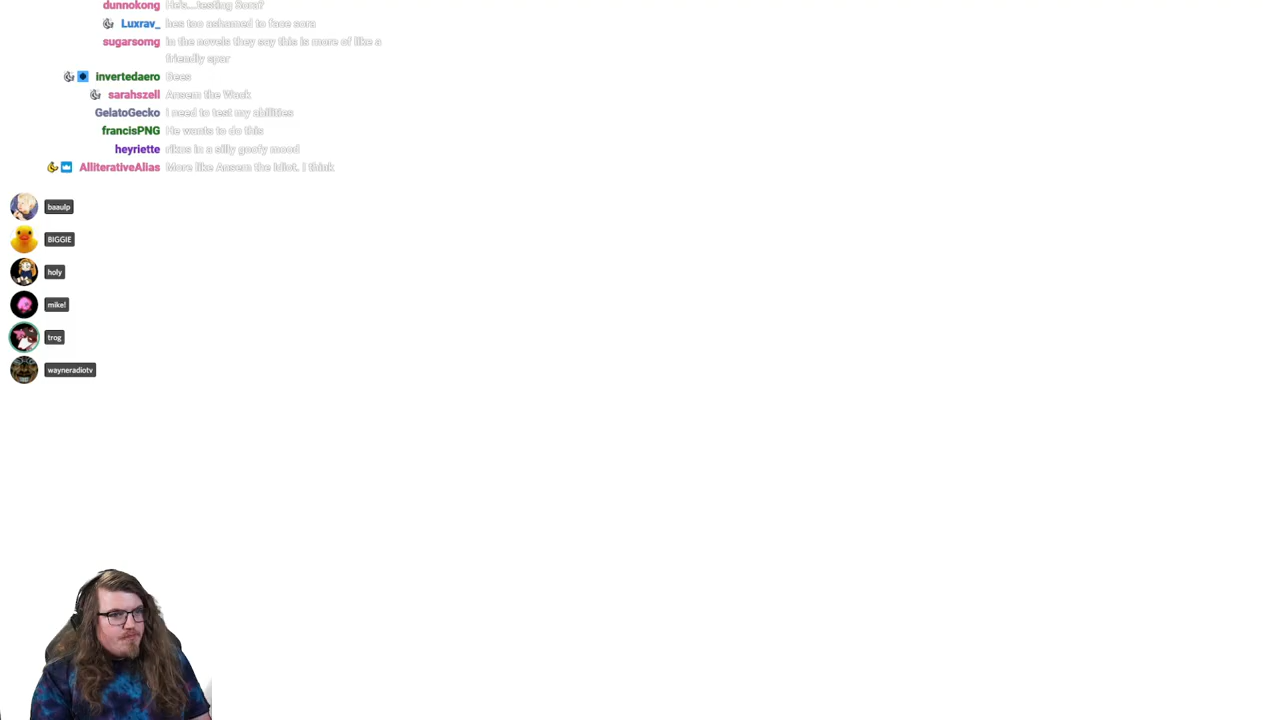 dunnokong He's...testing Sora?
Luxrav_ hes too ashamed to face sora
sugarsomg in the novels they say this is more of like a
friendly spar
invertedaero Bees
sarahszell Ansem the Wack
GelatoGecko I need to test my abilities
francisPNG He wants to do this
heyriette rikus in a silly goofy mood
AlliterativeAlias More like Ansem the Idiot. I think
baaulp
BIGGIE
holy
mike!
trog
wayneradiotv